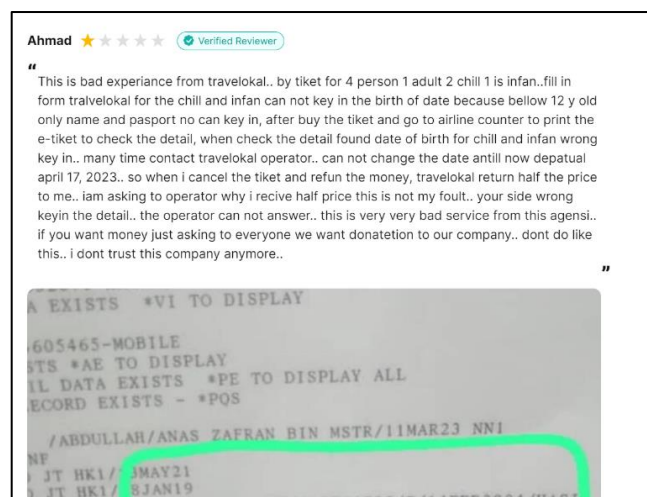 Ahmad Verified Reviewer
“
This is bad experiance from travelokal.. by tiket for 4 person 1 adult 2 chill 1 is infan..fill in
form tralvelokal for the chill and infan can not key in the birth of date because bellow 12 y old
only name and pasport no can key in, after buy the tiket and go to airline counter to print the
e-tiket to check the detail, when check the detail found date of birth for chill and infan wrong
key in.. many time contact travelokal operator.. can not change the date antill now depatual
april 17, 2023.. so when i cancel the tiket and refun the money, travelokal return half the price
to me.. iam asking to operator why i recive half price this is not my foult.. your side wrong
keyin the detail.. the operator can not answer.. this is very very bad service from this agensi..
if you want money just asking to everyone we want donatetion to our company.. dont do like
this.. i dont trust this company anymore..
”
A EXISTS *VI TO DISPLAY
605465-MOBILE
STS *AE TO DISPLAY
IL DATA EXISTS *PE TO DISPLAY ALL
ECORD EXISTS - *PQS
/ABDULLAH/ANAS ZAFRAN BIN MSTR/11MAR23 NN1
NF
JT HK1/ 3MAY21
JT HK1/ 8JAN19